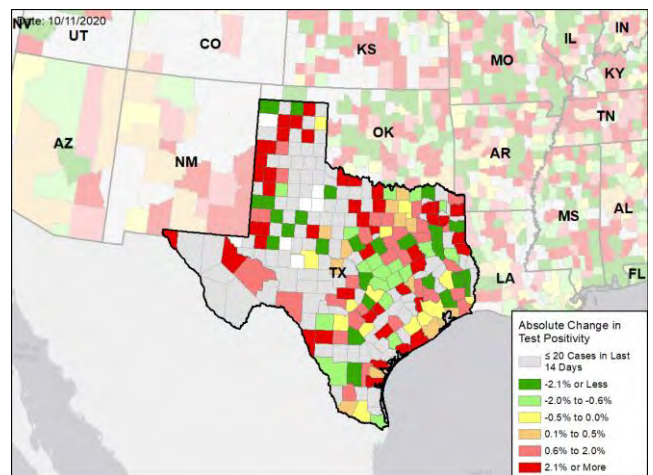 Date: 10/11/2020
NV
UT
CO
KS
MO
IL
IN
KY
AZ
NM
OK
AR
TN
TX
LA
MS
AL
FL
Absolute Change in
Test Positivity
≤ 20 Cases in Last
14 Days
-2.1% or Less
-2.0% to -0.6%
-0.5% to 0.0%
0.1% to 0.5%
0.6% to 2.0%
2.1% or More